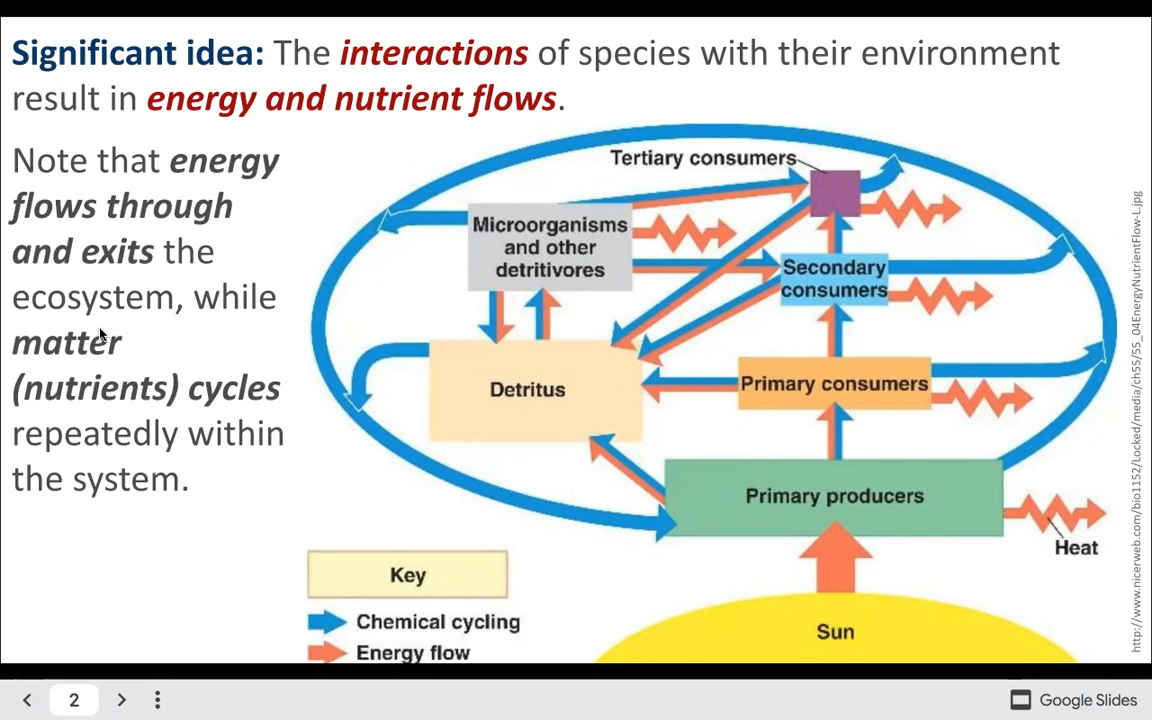 Significant idea: The interactions of species with their environment
result in energy and nutrient flows.
Note that energy
flows through
and exits the
ecosystem, while
matter
(nutrients) cycles
repeatedly within
the system.
Tertiary consumers
Microorganisms
and other
detritivores
Secondary
consumers
Detritus
Primary consumers
Primary producers
Heat
Sun
Key
Chemical cycling
Energy flow
http://www.nicerweb.com/bio1152/Locked/media/ch55/55_04EnergyNutrientFlow-L.jpg
2
Google Slides